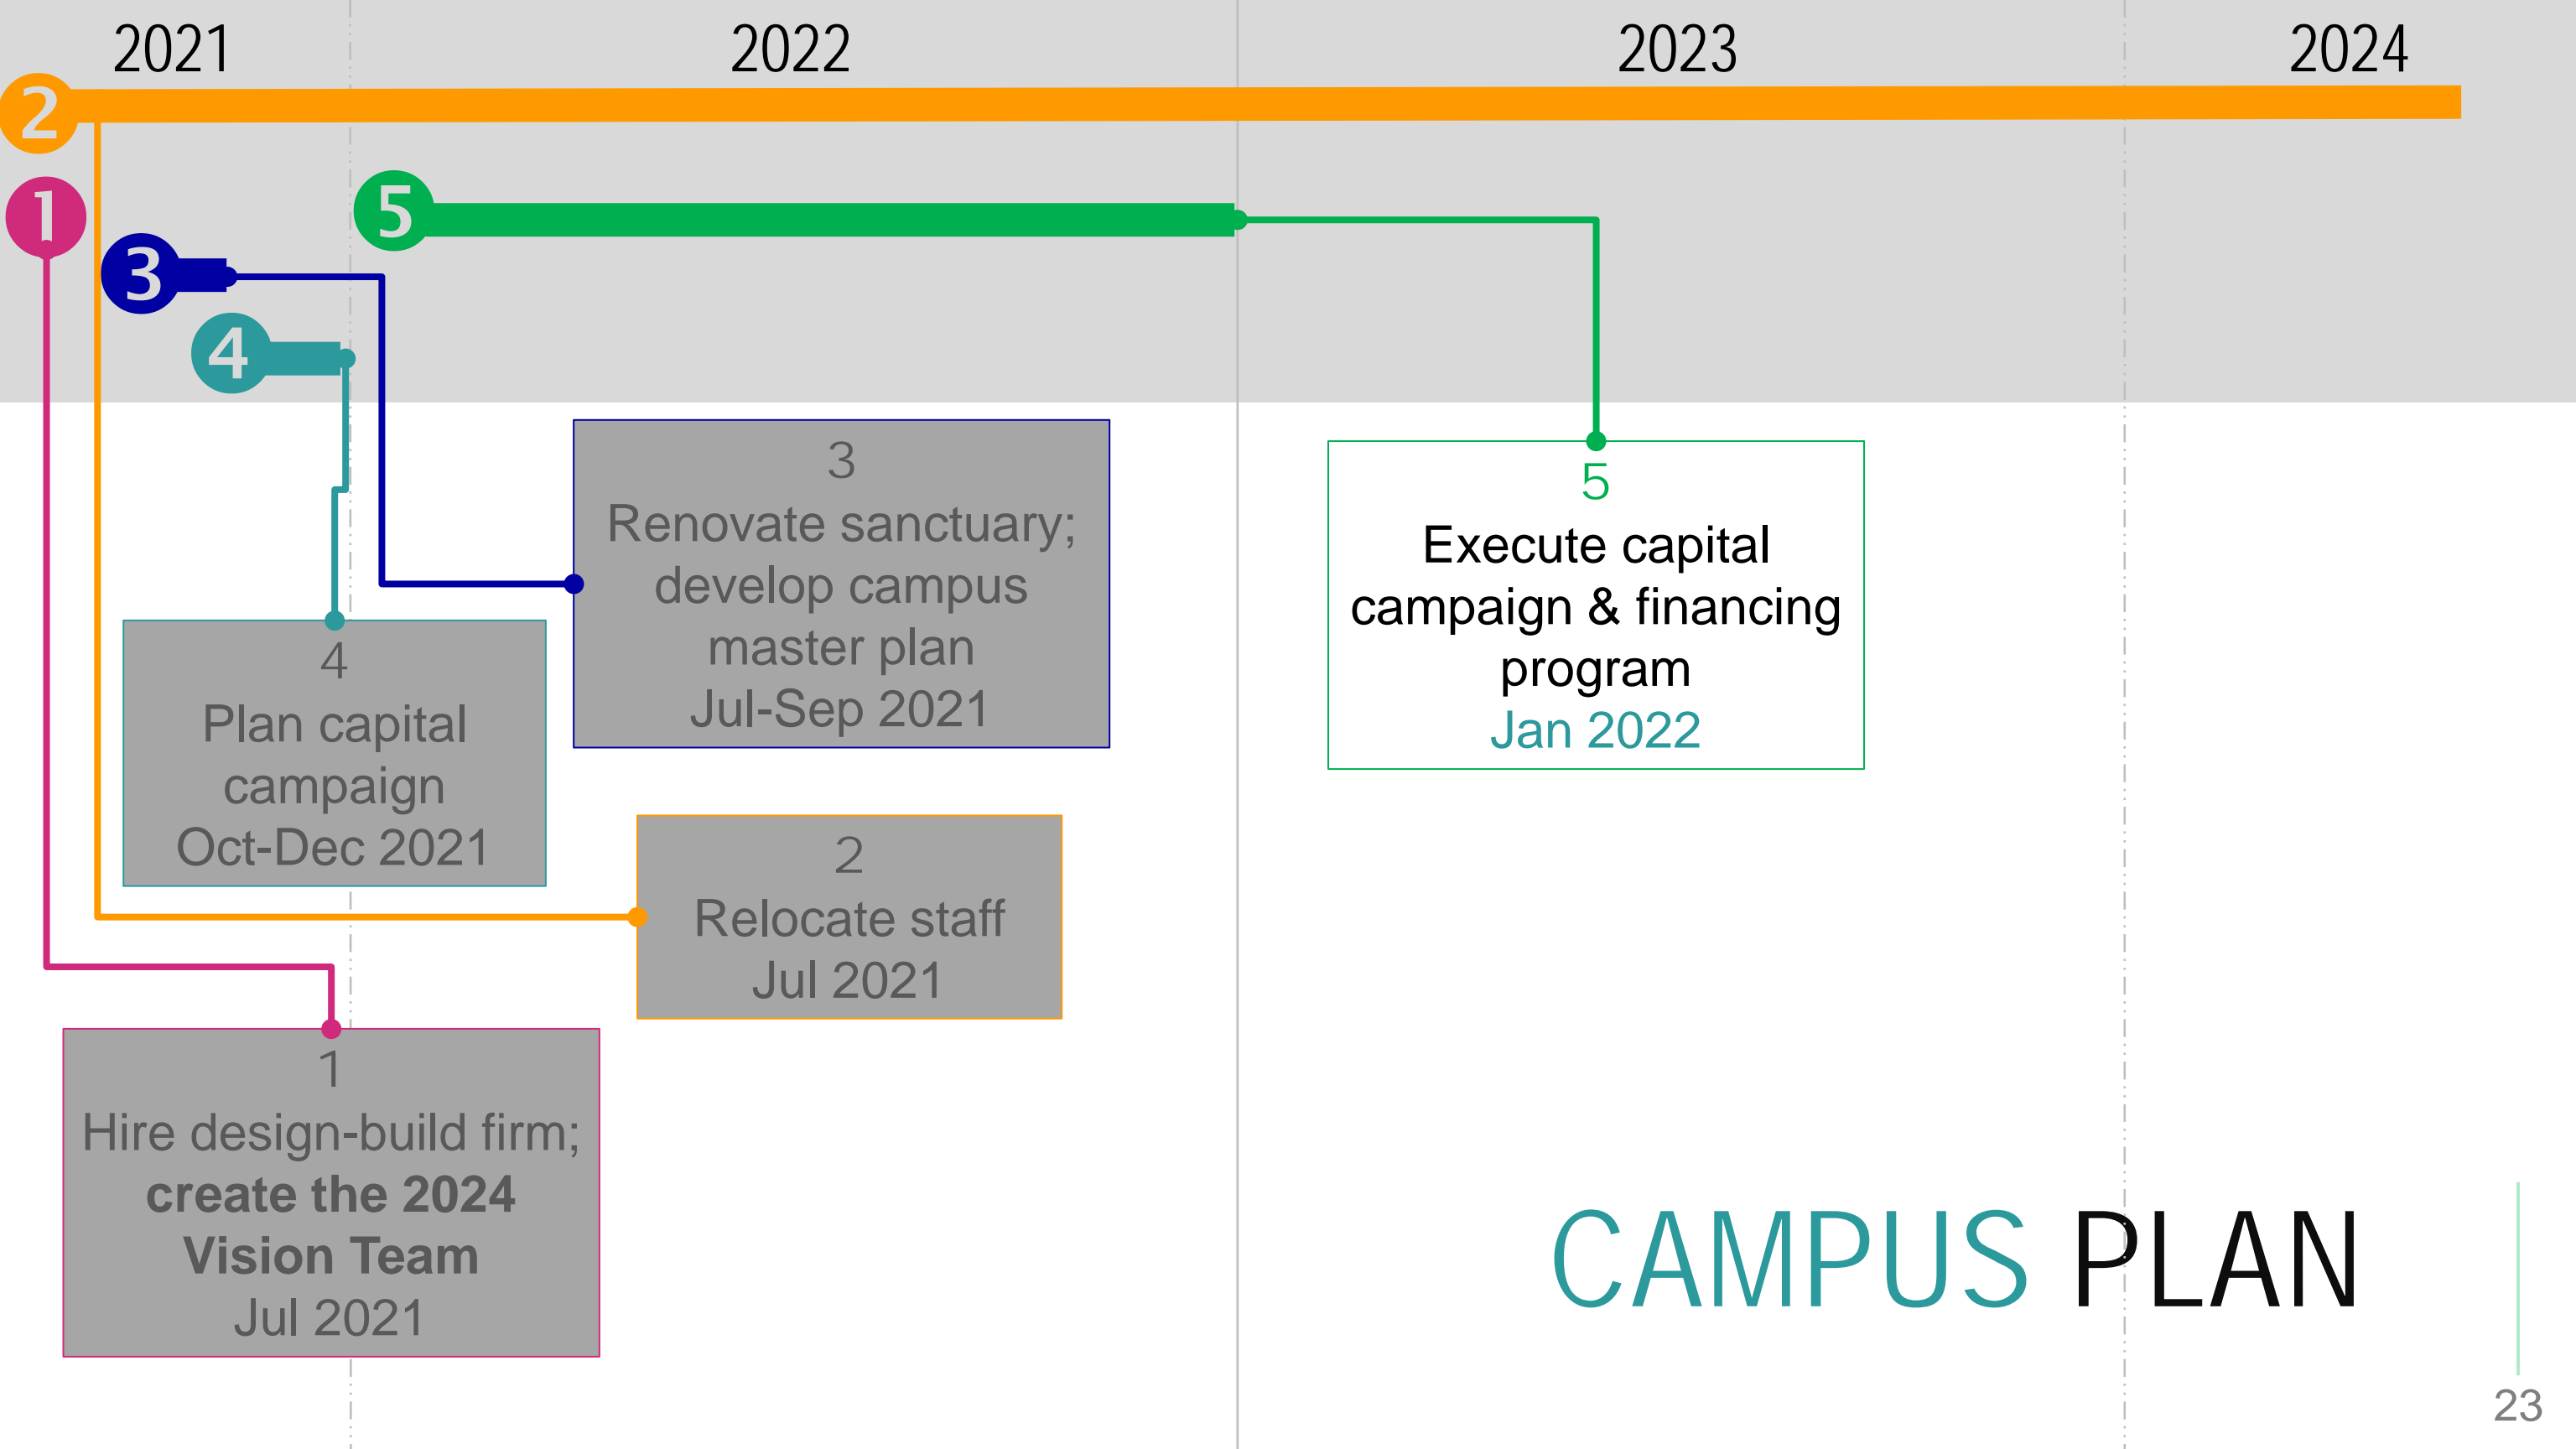 2021 2022 2023 2024
2
1
5
3
4
3
Renovate sanctuary;
develop campus
master plan
Jul-Sep 2021
5
Execute capital
campaign & financing
program
Jan 2022
4
Plan capital
campaign
Oct-Dec 2021
2
Relocate staff
Jul 2021
1
Hire design-build firm;
create the 2024
Vision Team
Jul 2021
CAMPUS PLAN
23